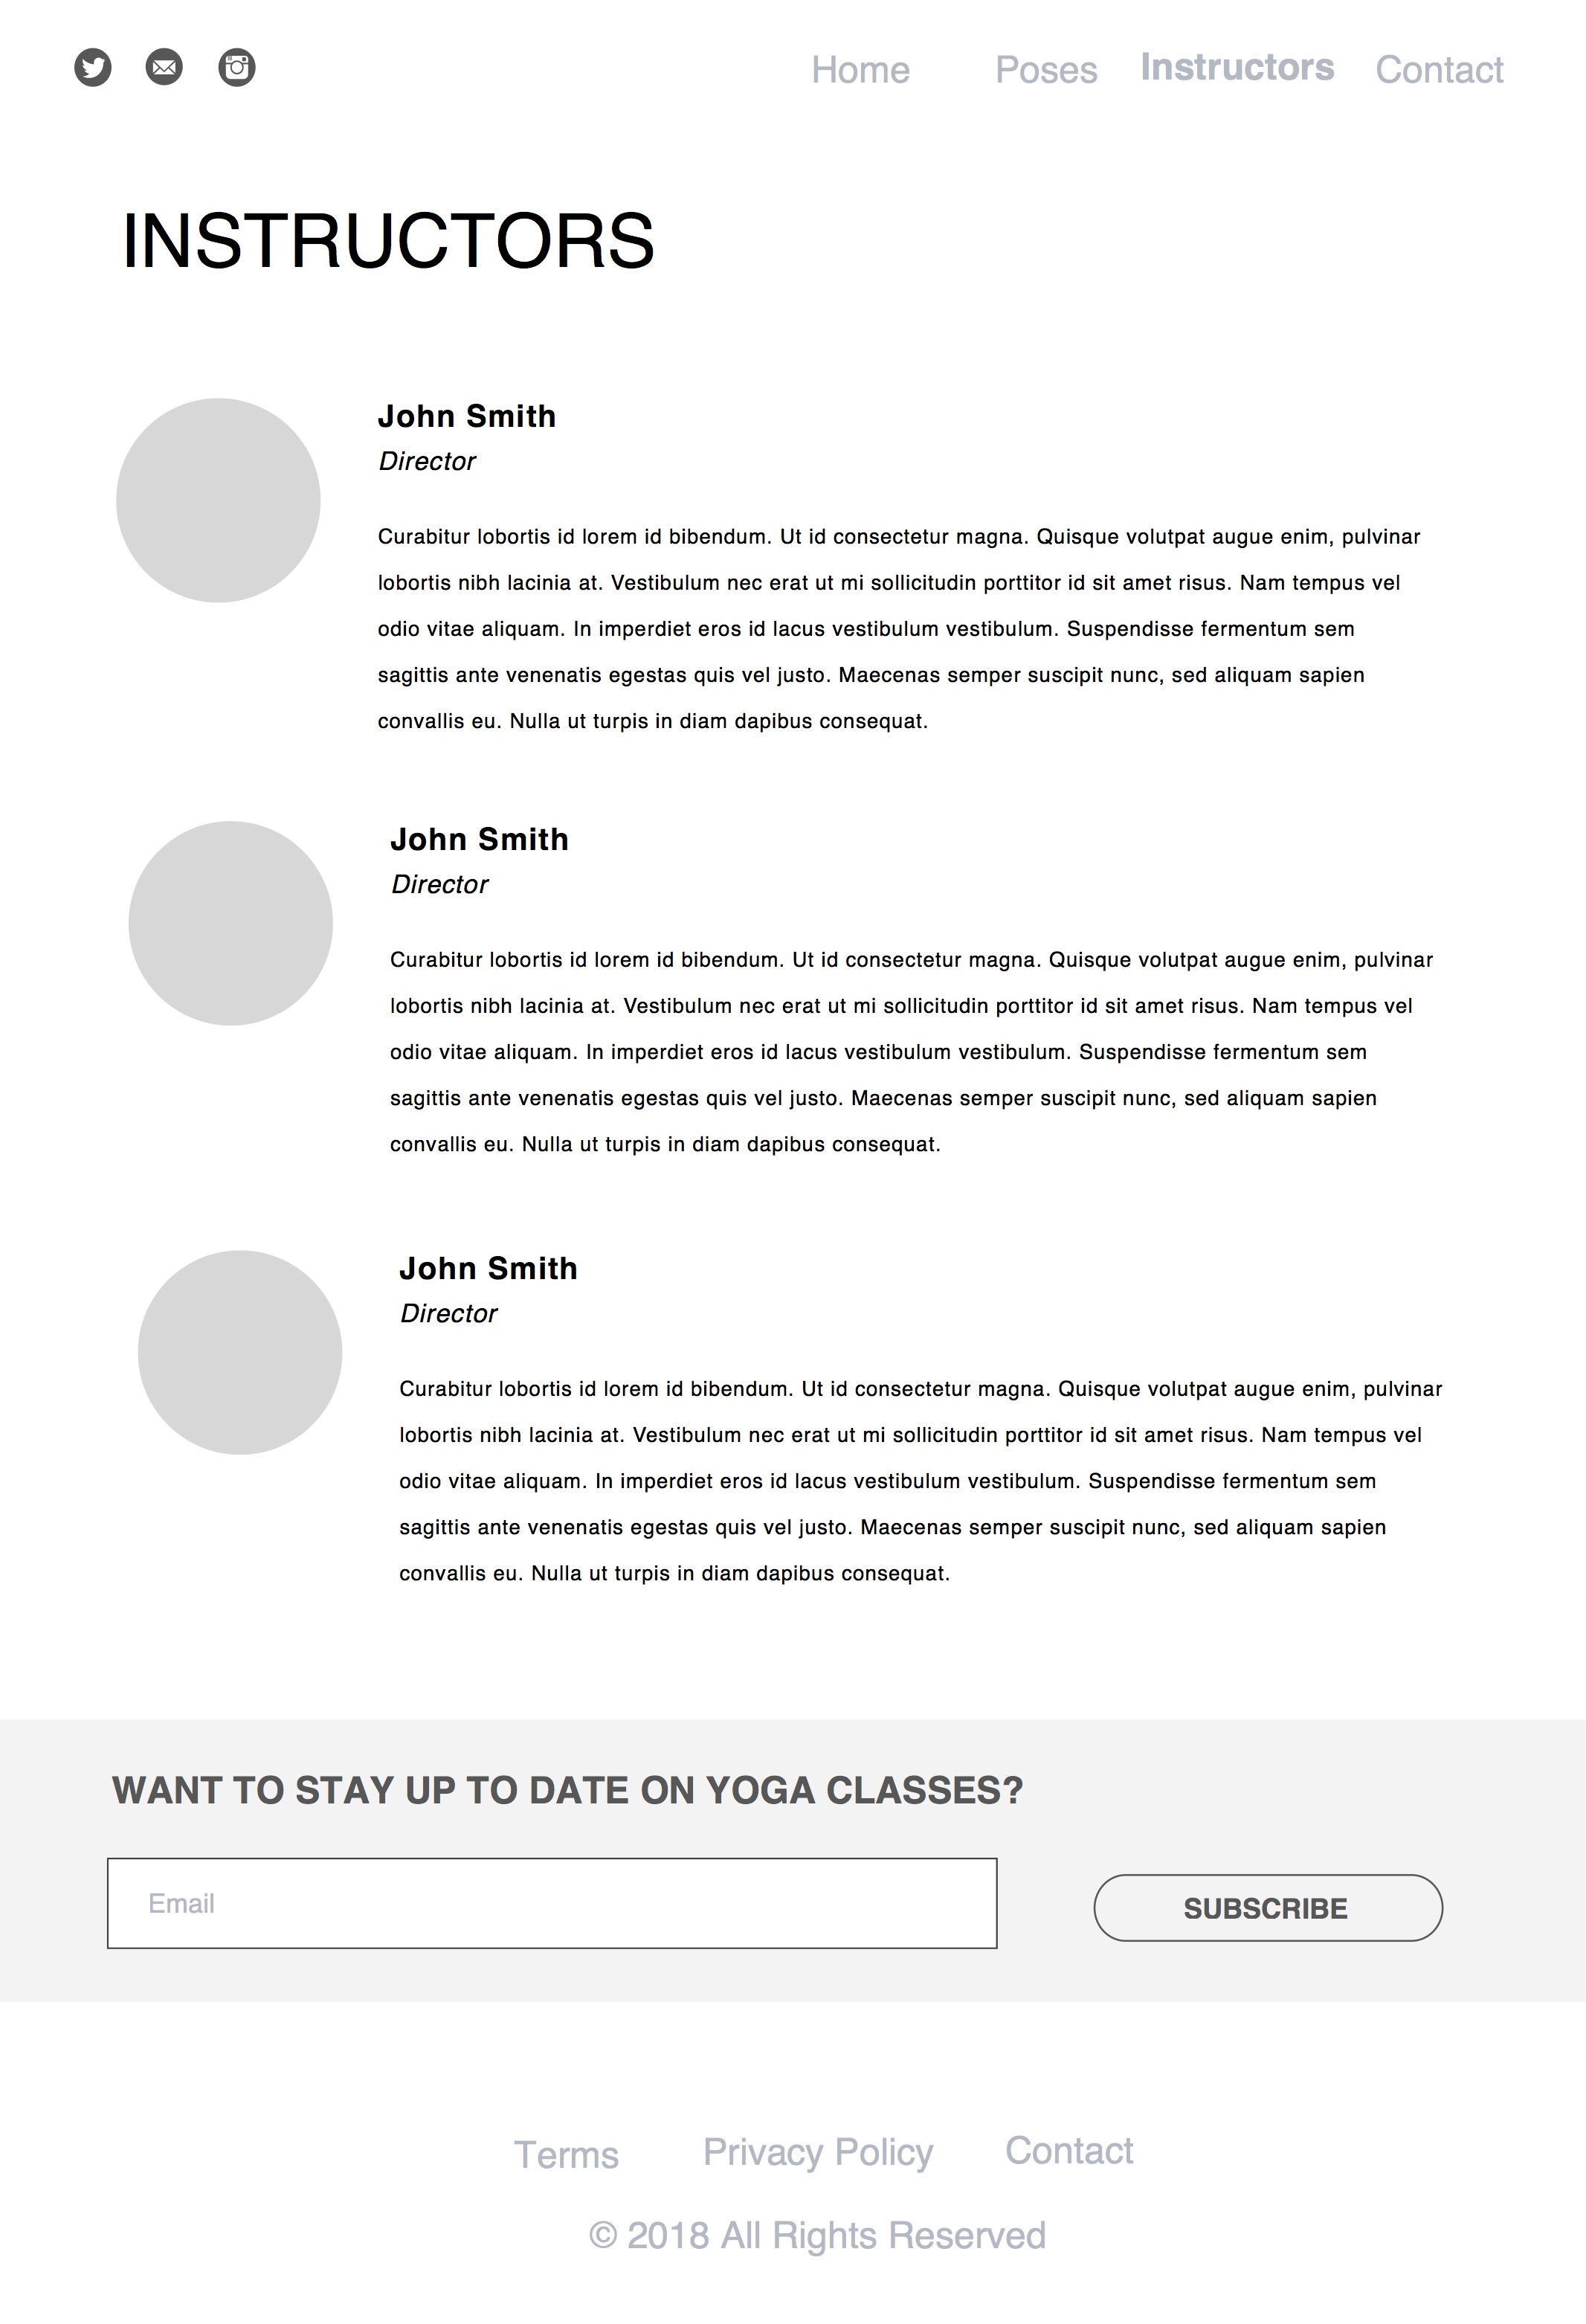 Home Poses Instructors Contact
INSTRUCTORS
John Smith
Director
Curabitur lobortis id lorem id bibendum. Ut id consectetur magna. Quisque volutpat augue enim, pulvinar
lobortis nibh lacinia at. Vestibulum nec erat ut mi sollicitudin porttitor id sit amet risus. Nam tempus vel
odio vitae aliquam. In imperdiet eros id lacus vestibulum vestibulum. Suspendisse fermentum sem
sagittis ante venenatis egestas quis vel justo. Maecenas semper suscipit nunc, sed aliquam sapien
convallis eu. Nulla ut turpis in diam dapibus consequat.
John Smith
Director
Curabitur lobortis id lorem id bibendum. Ut id consectetur magna. Quisque volutpat augue enim, pulvinar
lobortis nibh lacinia at. Vestibulum nec erat ut mi sollicitudin porttitor id sit amet risus. Nam tempus vel
odio vitae aliquam. In imperdiet eros id lacus vestibulum vestibulum. Suspendisse fermentum sem
sagittis ante venenatis egestas quis vel justo. Maecenas semper suscipit nunc, sed aliquam sapien
convallis eu. Nulla ut turpis in diam dapibus consequat.
John Smith
Director
Curabitur lobortis id lorem id bibendum. Ut id consectetur magna. Quisque volutpat augue enim, pulvinar
lobortis nibh lacinia at. Vestibulum nec erat ut mi sollicitudin porttitor id sit amet risus. Nam tempus vel
odio vitae aliquam. In imperdiet eros id lacus vestibulum vestibulum. Suspendisse fermentum sem
sagittis ante venenatis egestas quis vel justo. Maecenas semper suscipit nunc, sed aliquam sapien
convallis eu. Nulla ut turpis in diam dapibus consequat.
WANT TO STAY UP TO DATE ON YOGA CLASSES?
Email
SUBSCRIBE
Terms Privacy Policy Contact
© 2018 All Rights Reserved